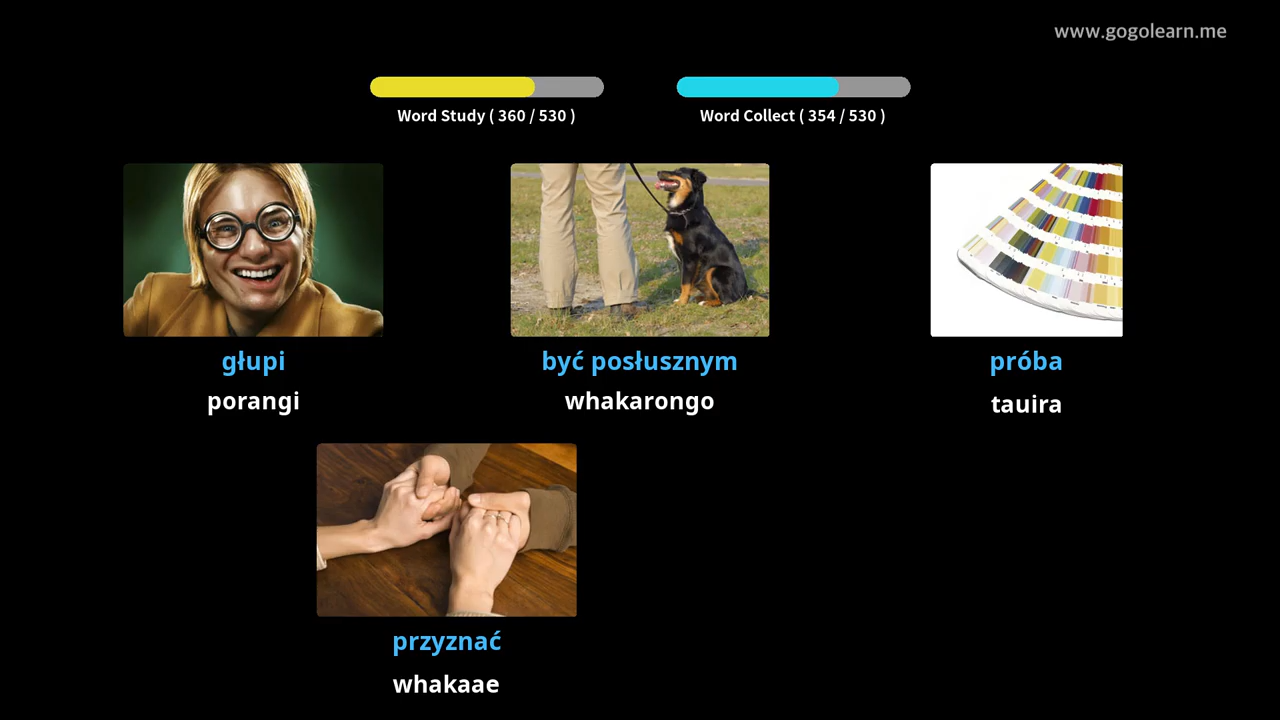 www.gogolearn.me
Word Study ( 360 / 530 )
Word Collect ( 354 / 530 )
głupi
porangi
być posłusznym
whakarongo
próba
tauira
przyznać
whakaae